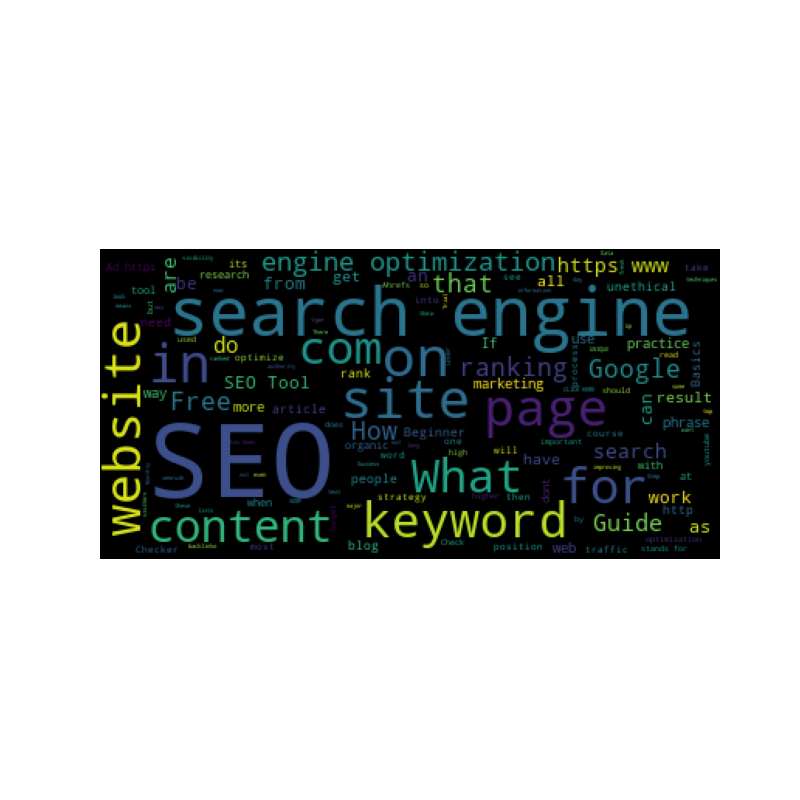 Ad https
are
visibility
its
research
engine optimization
https
www
take
be
from
get
an
that
all
unethical
techniques
tool
Ahrefs
so
see
into
information
but
need
search engine
website
used
do
com
on
If
use
practice
in
optimize
ranking
Google
read
Basics
process
authority
rank
SEO Tool
marketing
should
can
result
way
Free
more
article
site
page
phrase
SEO
does
How
Beginner
course
organic
one
important
word
high
will
have
search
with
youtube
people
What
for
at
improving
strategy
higher
then
dont
work
when
content
keyword
by
Guide
http
as
Checker
backlinks
most
blog
Check
position
web
traffic
stands for
optimization